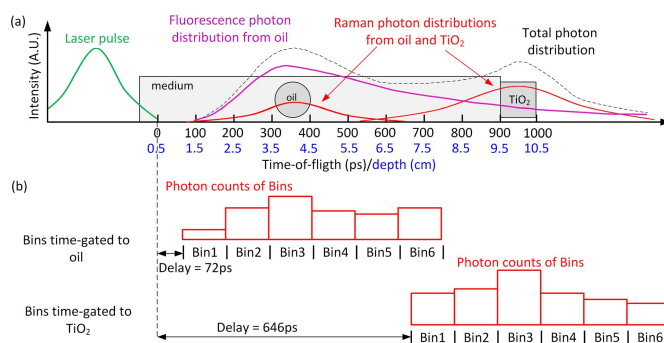 (a)
Intensity (A.U.)
Laser pulse
Fluorescence photon
distribution from oil
Raman photon distributions
from oil and TiO2
Total photon
distribution
medium
oil
TiO2
0 100 200 300 400 500 600 700 800 900 1000
0.5 1.5 2.5 3.5 4.5 5.5 6.5 7.5 8.5 9.5 10.5
Time-of-fligth (ps)/depth (cm)
(b)
Photon counts of Bins
Bins time-gated to
oil
Bin1 Bin2 Bin3 Bin4 Bin5 Bin6
Delay = 72ps
Photon counts of Bins
Bins time-gated to
TiO2
Delay = 646ps
Bin1 Bin2 Bin3 Bin4 Bin5 Bin6